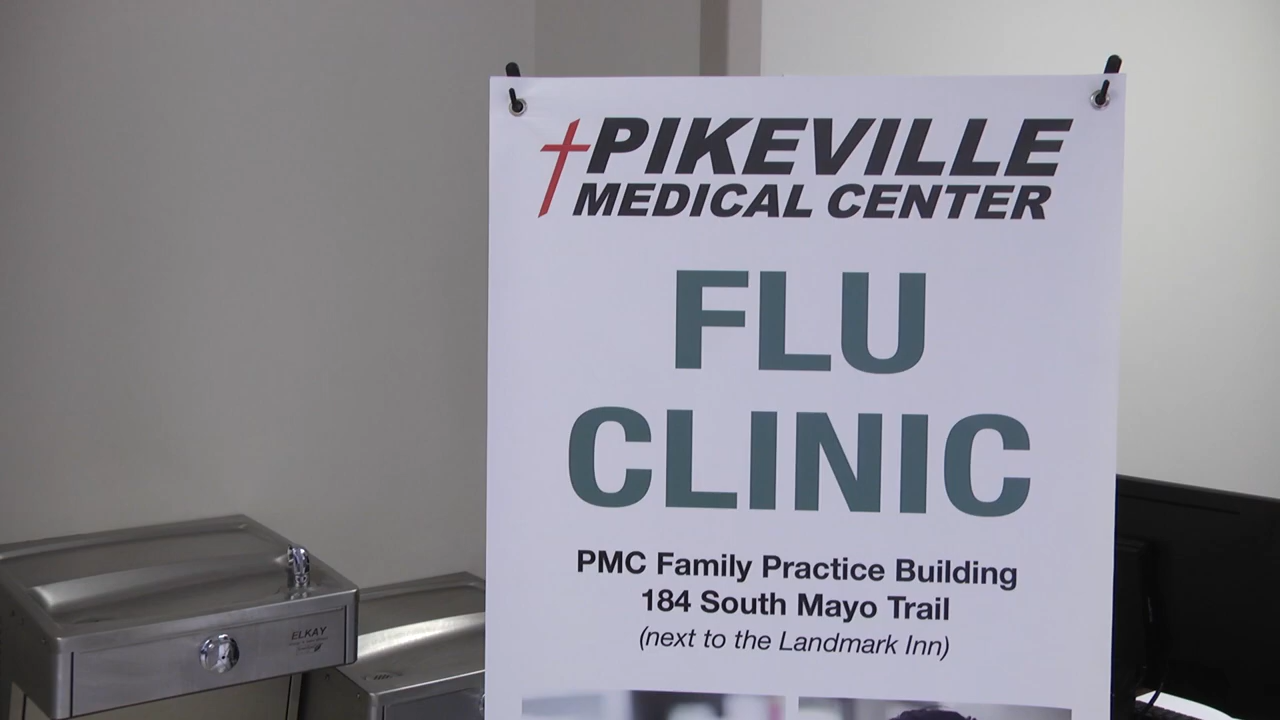 PIKEVILLE
MEDICAL CENTER
FLU
CLINIC
PMC Family Practice Building
184 South Mayo Trail
(next to the Landmark Inn)
ELKAY